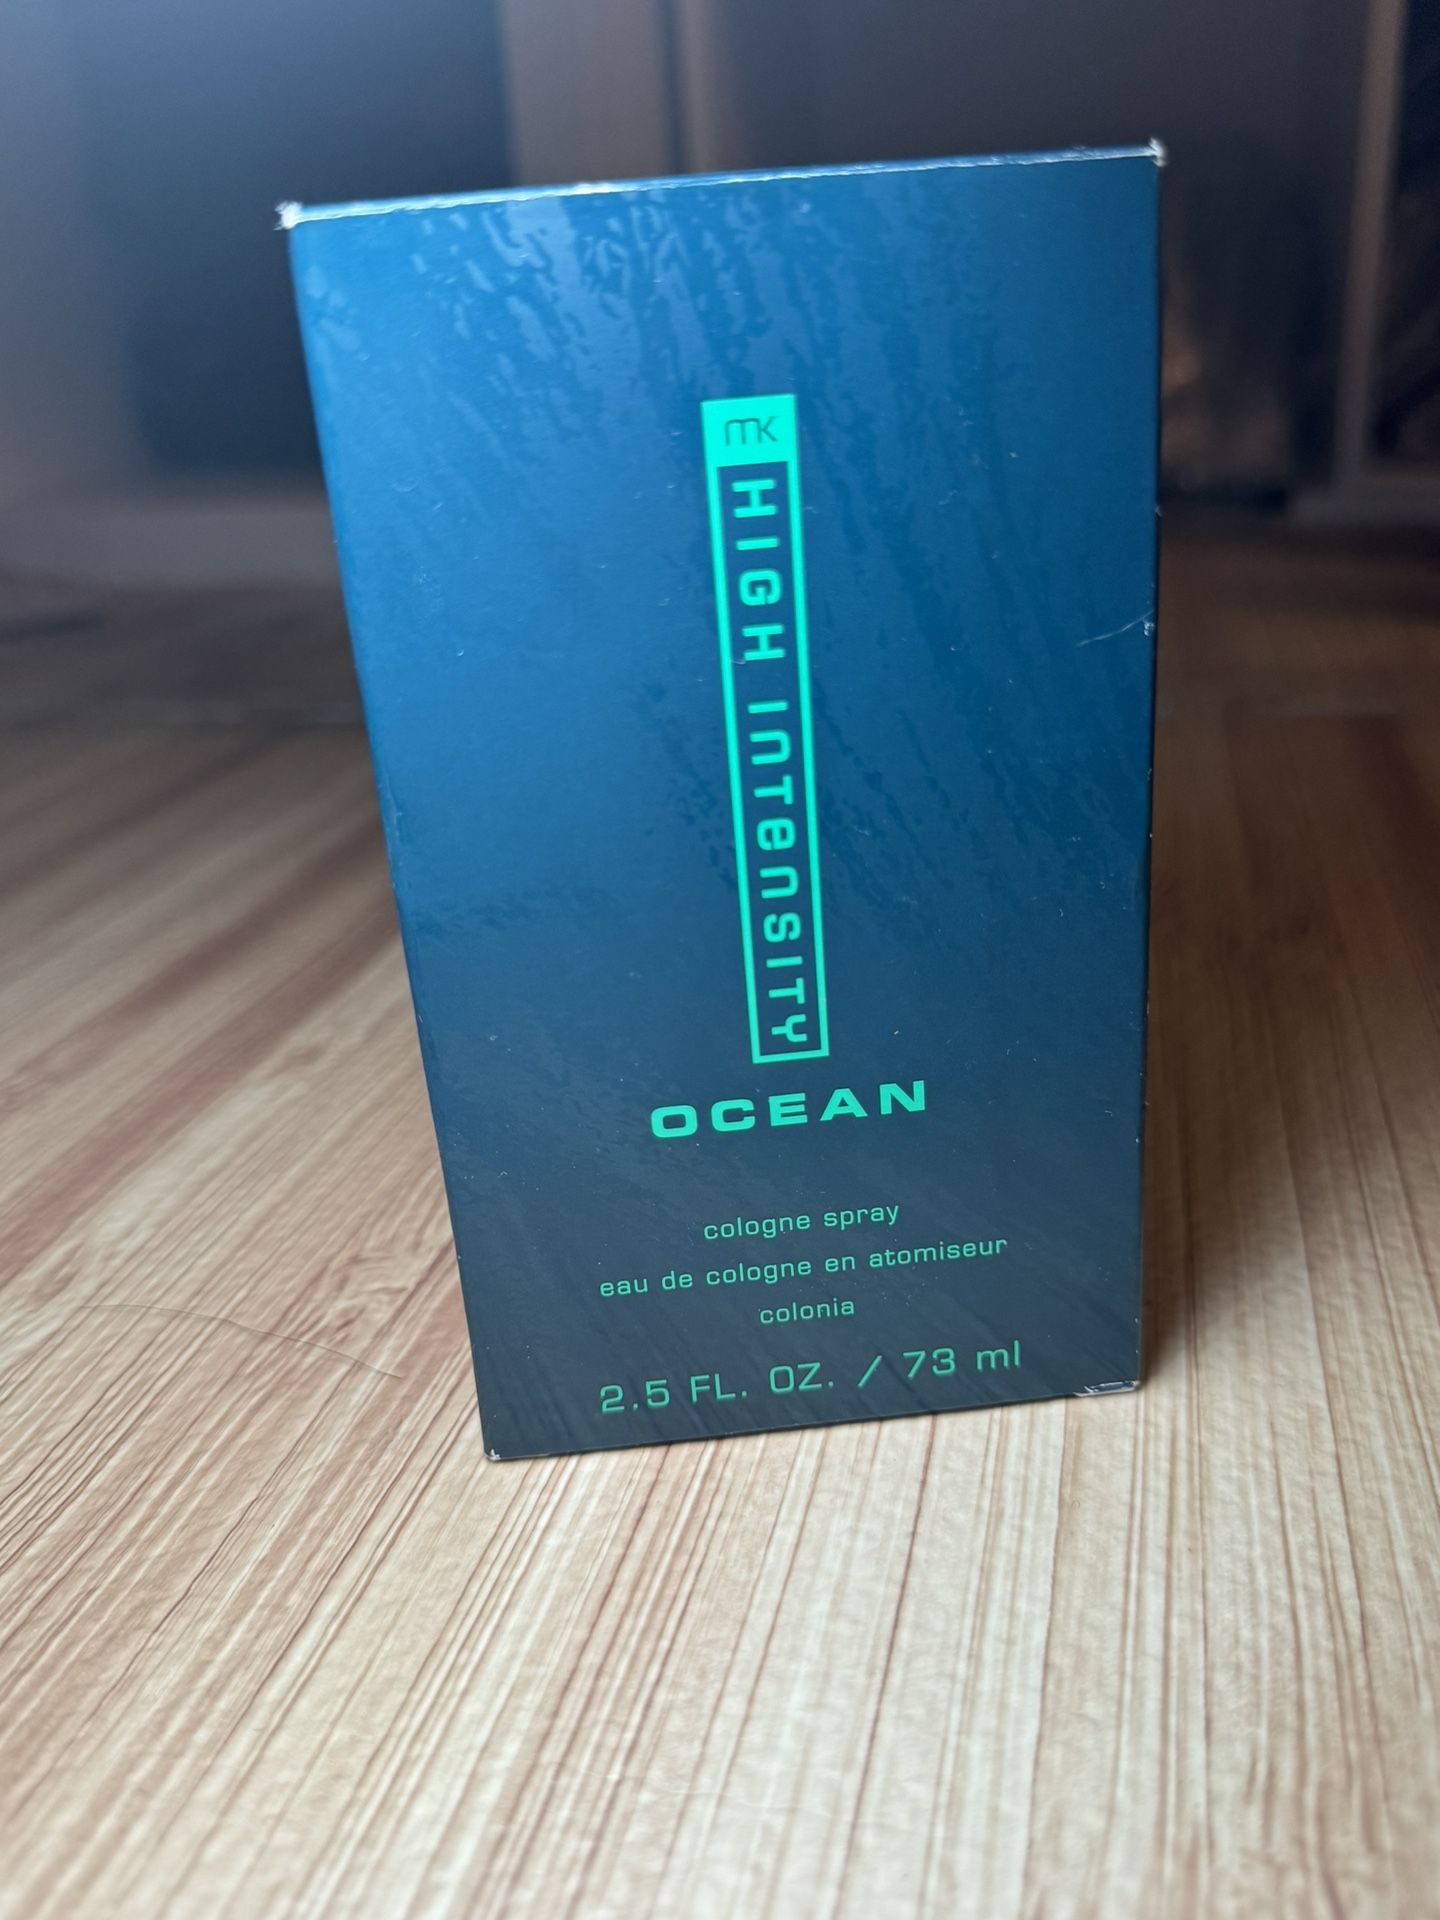 mK
HIGH InTenSITY
OCEAN
cologne spray
eau de cologne en atomiseur
colonia
2.5 FL. OZ. / 73 ml